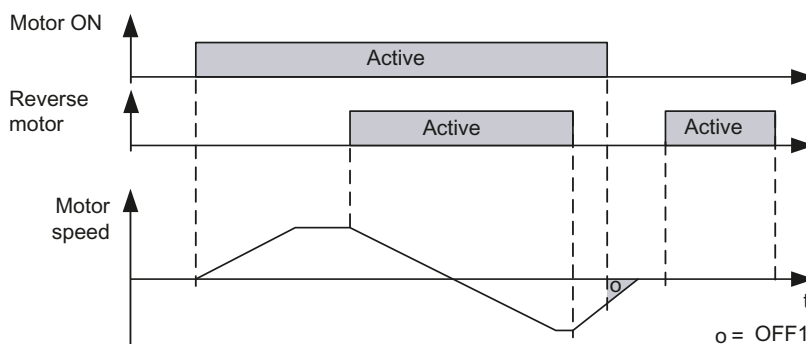 Motor ON
Active
Reverse
motor
Active
Active
Motor
speed
o
t
o = OFF1